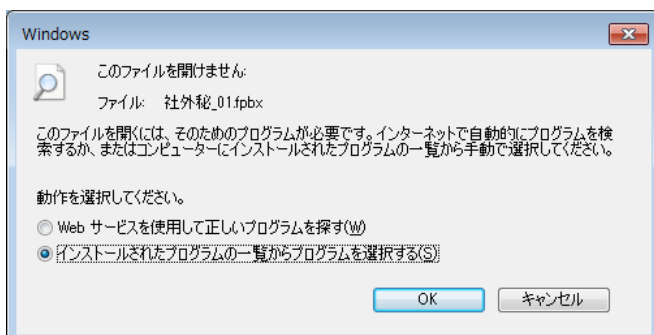 Windows
このファイルを開けません:
ファイル: 社外秘_01.fpbx
このファイルを開くには、そのためのプログラムが必要です。インターネットで自動的にプログラムを検
索するか、またはコンピューターにインストールされたプログラムの一覧から手動で選択してください。
動作を選択してください。
Web サービスを使用して正しいプログラムを探す(W)
インストールされたプログラムの一覧からプログラムを選択する(S)
OK キャンセル